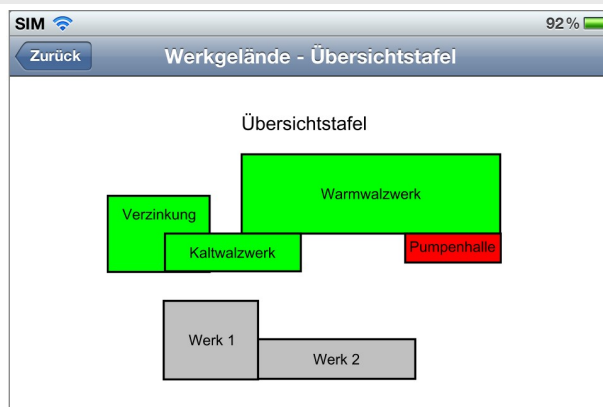 SIM 92 %
Zurück Werkgelände - Übersichtstafel
Übersichtstafel
Warmwalzwerk
Verzinkung
Kaltwalzwerk Pumpenhalle
Werk 1
Werk 2